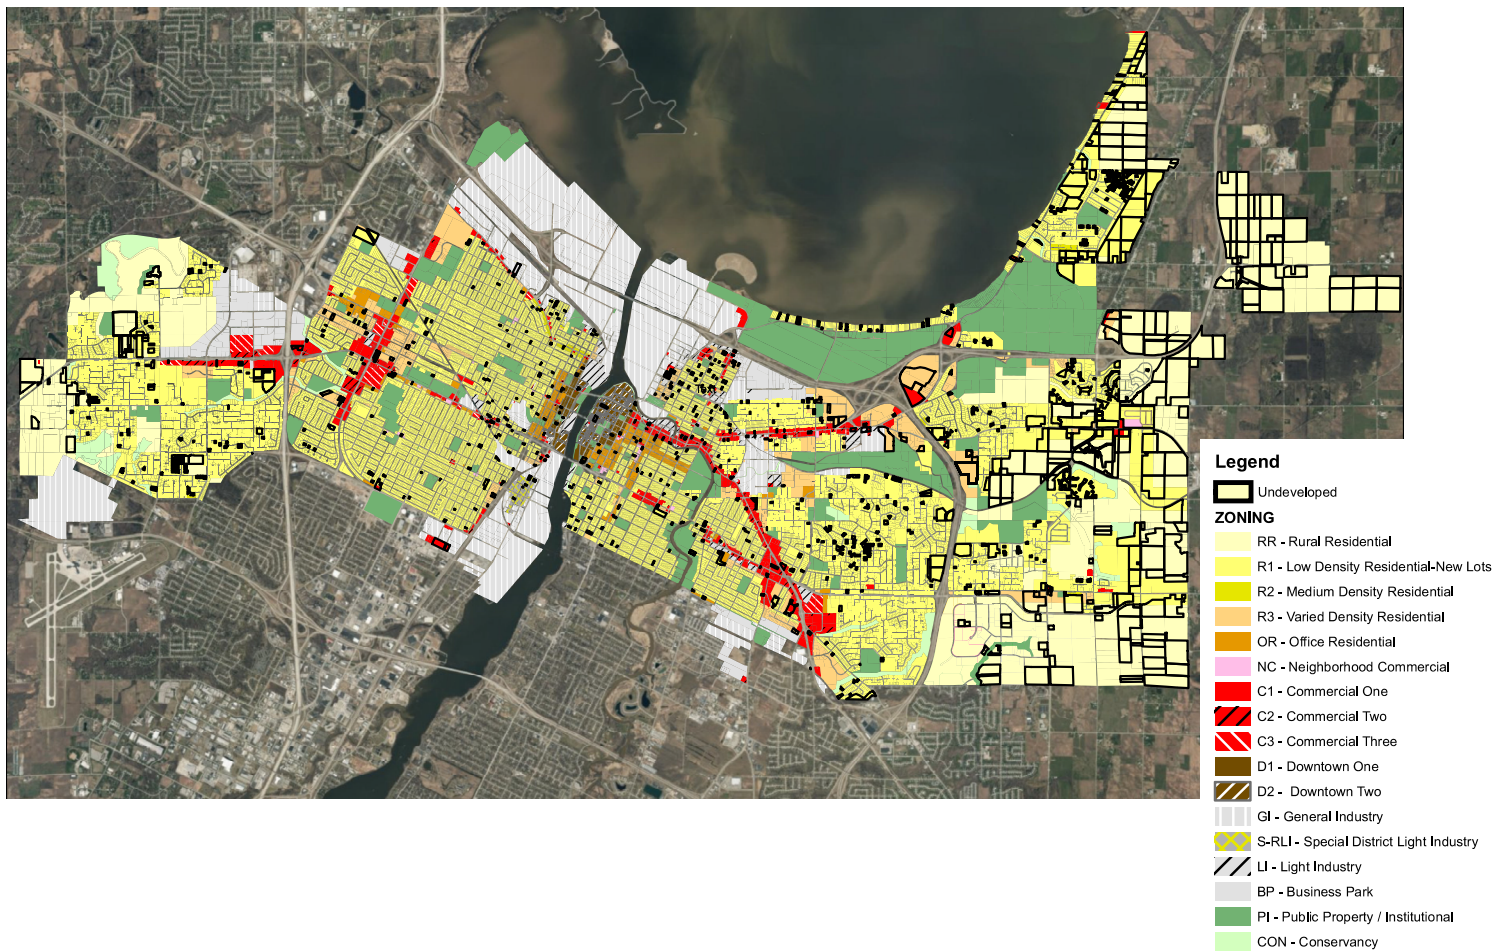 Legend
Undeveloped
ZONING
RR - Rural Residential
R1 - Low Density Residential-New Lots
R2 - Medium Density Residential
R3 - Varied Density Residential
OR - Office Residential
NC - Neighborhood Commercial
C1 - Commercial One
C2 - Commercial Two
C3 - Commercial Three
D1 - Downtown One
D2 - Downtown Two
GI - General Industry
S-RLI - Special District Light Industry
LI - Light Industry
BP - Business Park
PI - Public Property / Institutional
CON - Conservancy